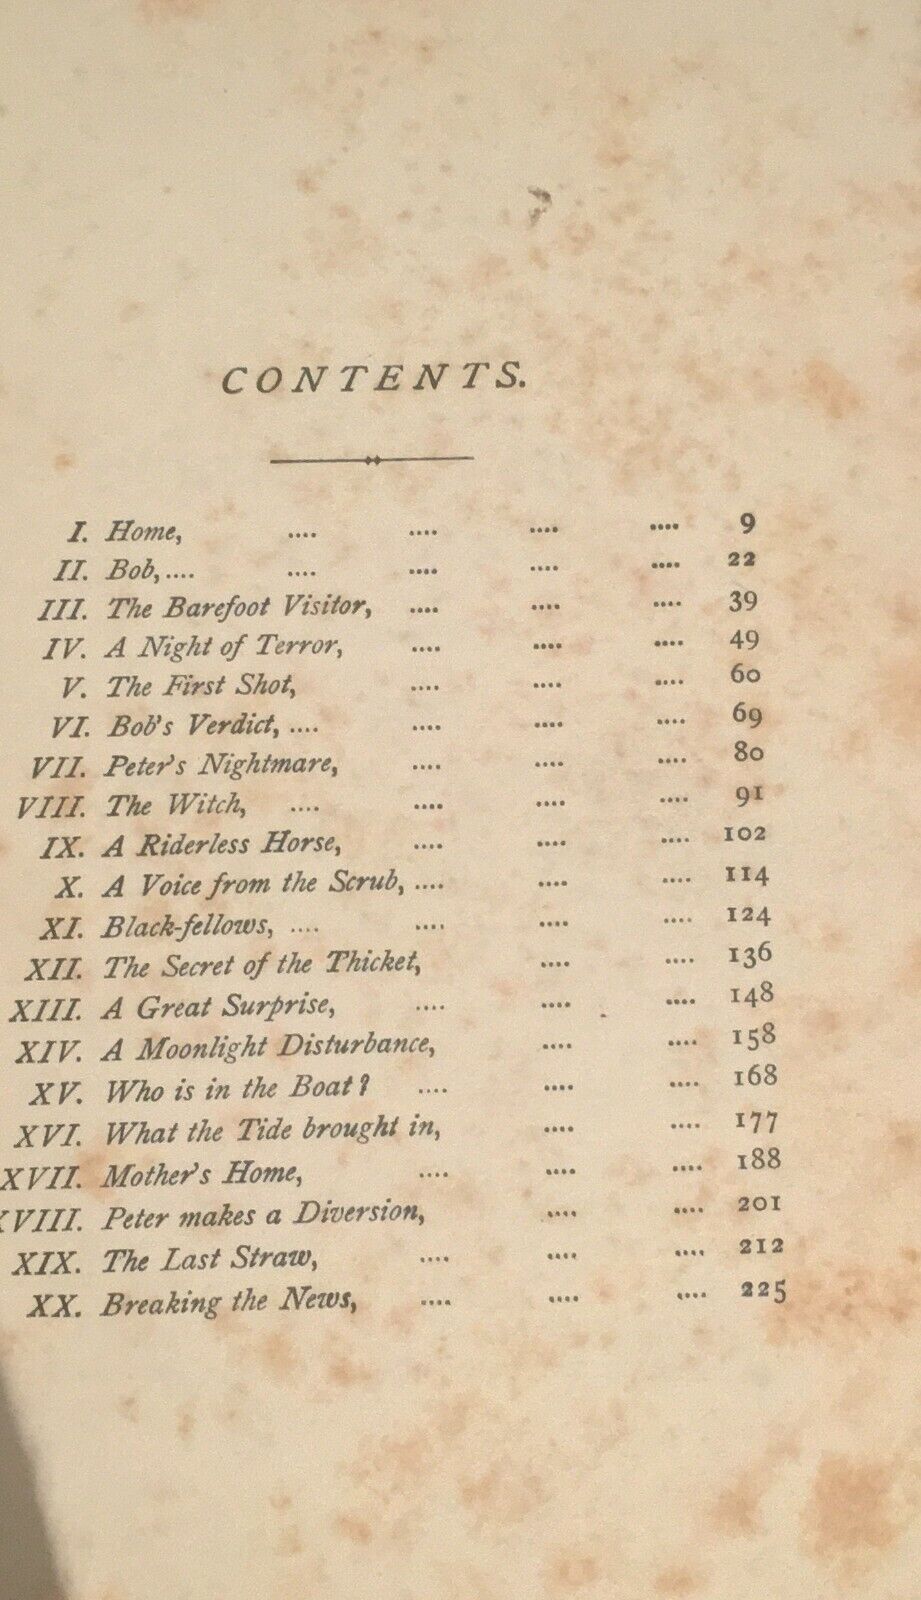 CONTENTS.
I. Home, .... .... .... .... 9
II. Bob, .... .... .... .... .... 22
III. The Barefoot Visitor, .... .... .... 39
IV. A Night of Terror, .... .... .... 49
V. The First Shot, .... .... .... 60
VI. Bob's Verdict, .... .... .... .... 69
VII. Peter's Nightmare, .... .... .... 80
VIII. The Witch, .... .... .... .... 91
IX. A Riderless Horse, .... .... .... 102
X. A Voice from the Scrub, .... .... .... 114
XI. Black-fellows, .... .... .... .... 124
XII. The Secret of the Thicket, .... .... 136
XIII. A Great Surprise, .... .... .... 148
XIV. A Moonlight Disturbance, .... .... 158
XV. Who is in the Boat? .... .... .... 168
XVI. What the Tide brought in, .... .... 177
XVII. Mother's Home, .... .... .... 188
XVIII. Peter makes a Diversion, .... .... 201
XIX. The Last Straw, .... .... .... 212
XX. Breaking the News, .... .... .... 225